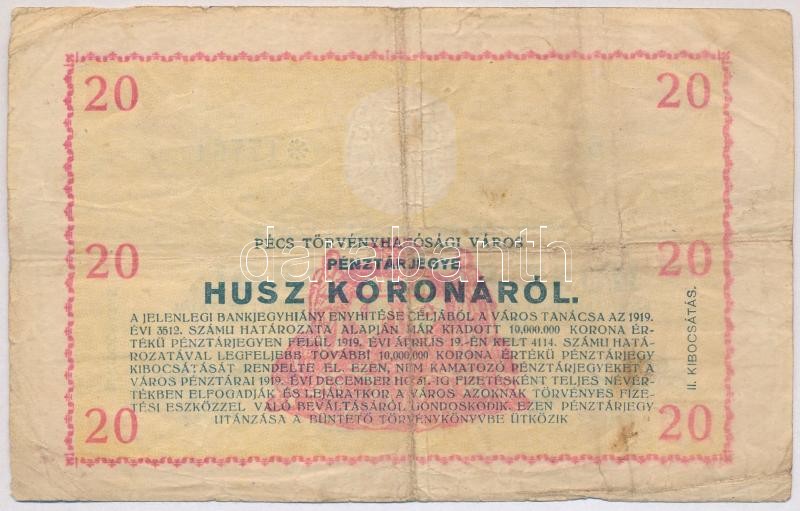 20 20
PÉCS TÖRVÉNYHATÓSÁGI VÁROS
darabanth
20 PÉNZTÁRJEGYE 20
HUSZ KORONÁRÓL.
A JELENLEGI BANKJEGYHIÁNY ENYHITÉSE CÉLJÁBÓL A VÁROS TANÁCSA AZ 1919.
ÉVI 3512. SZÁMU HATÁROZATA ALAPJÁN MÁR KIADOTT 10,000.000 KORONA ÉR-
TÉKÜ PÉNZTÁRJEGYEN FELÜL 1919. ÉVI ÁPRILIS 19.-ÉN KELT 4114. SZÁMU HATÁ-
ROZATÁVAL LEGFELJEBB TOVÁBBI 10,000,000 KORONA ÉRTÉKÜ PÉNZTÁRJEGY
KIBOCSÁTÁSÁT RENDELTE EL. EZEN, NEM KAMATOZÓ PÉNZTÁRJEGYEKET A
VÁROS PÉNZTÁRAI 1919. ÉVI DECEMBER HÓ 31.-IG FIZETÉSKÉNT TELJES NÉVÉR-
TÉKBEN ELFOGADJÁK ÉS LEJÁRATKOR A VÁROS AZOKNAK TÖRVÉNYES FIZE-
TÉSI ESZKÖZZEL VALÓ BEVÁLTÁSÁRÓL GONDOSKODIK. EZEN PÉNZTÁRJEGY
UTÁNZÁSA A BÜNTETŐ TÖRVÉNYKÖNYVBE ÜTKÖZIK
20 20
II. KIBOCSÁTÁS.